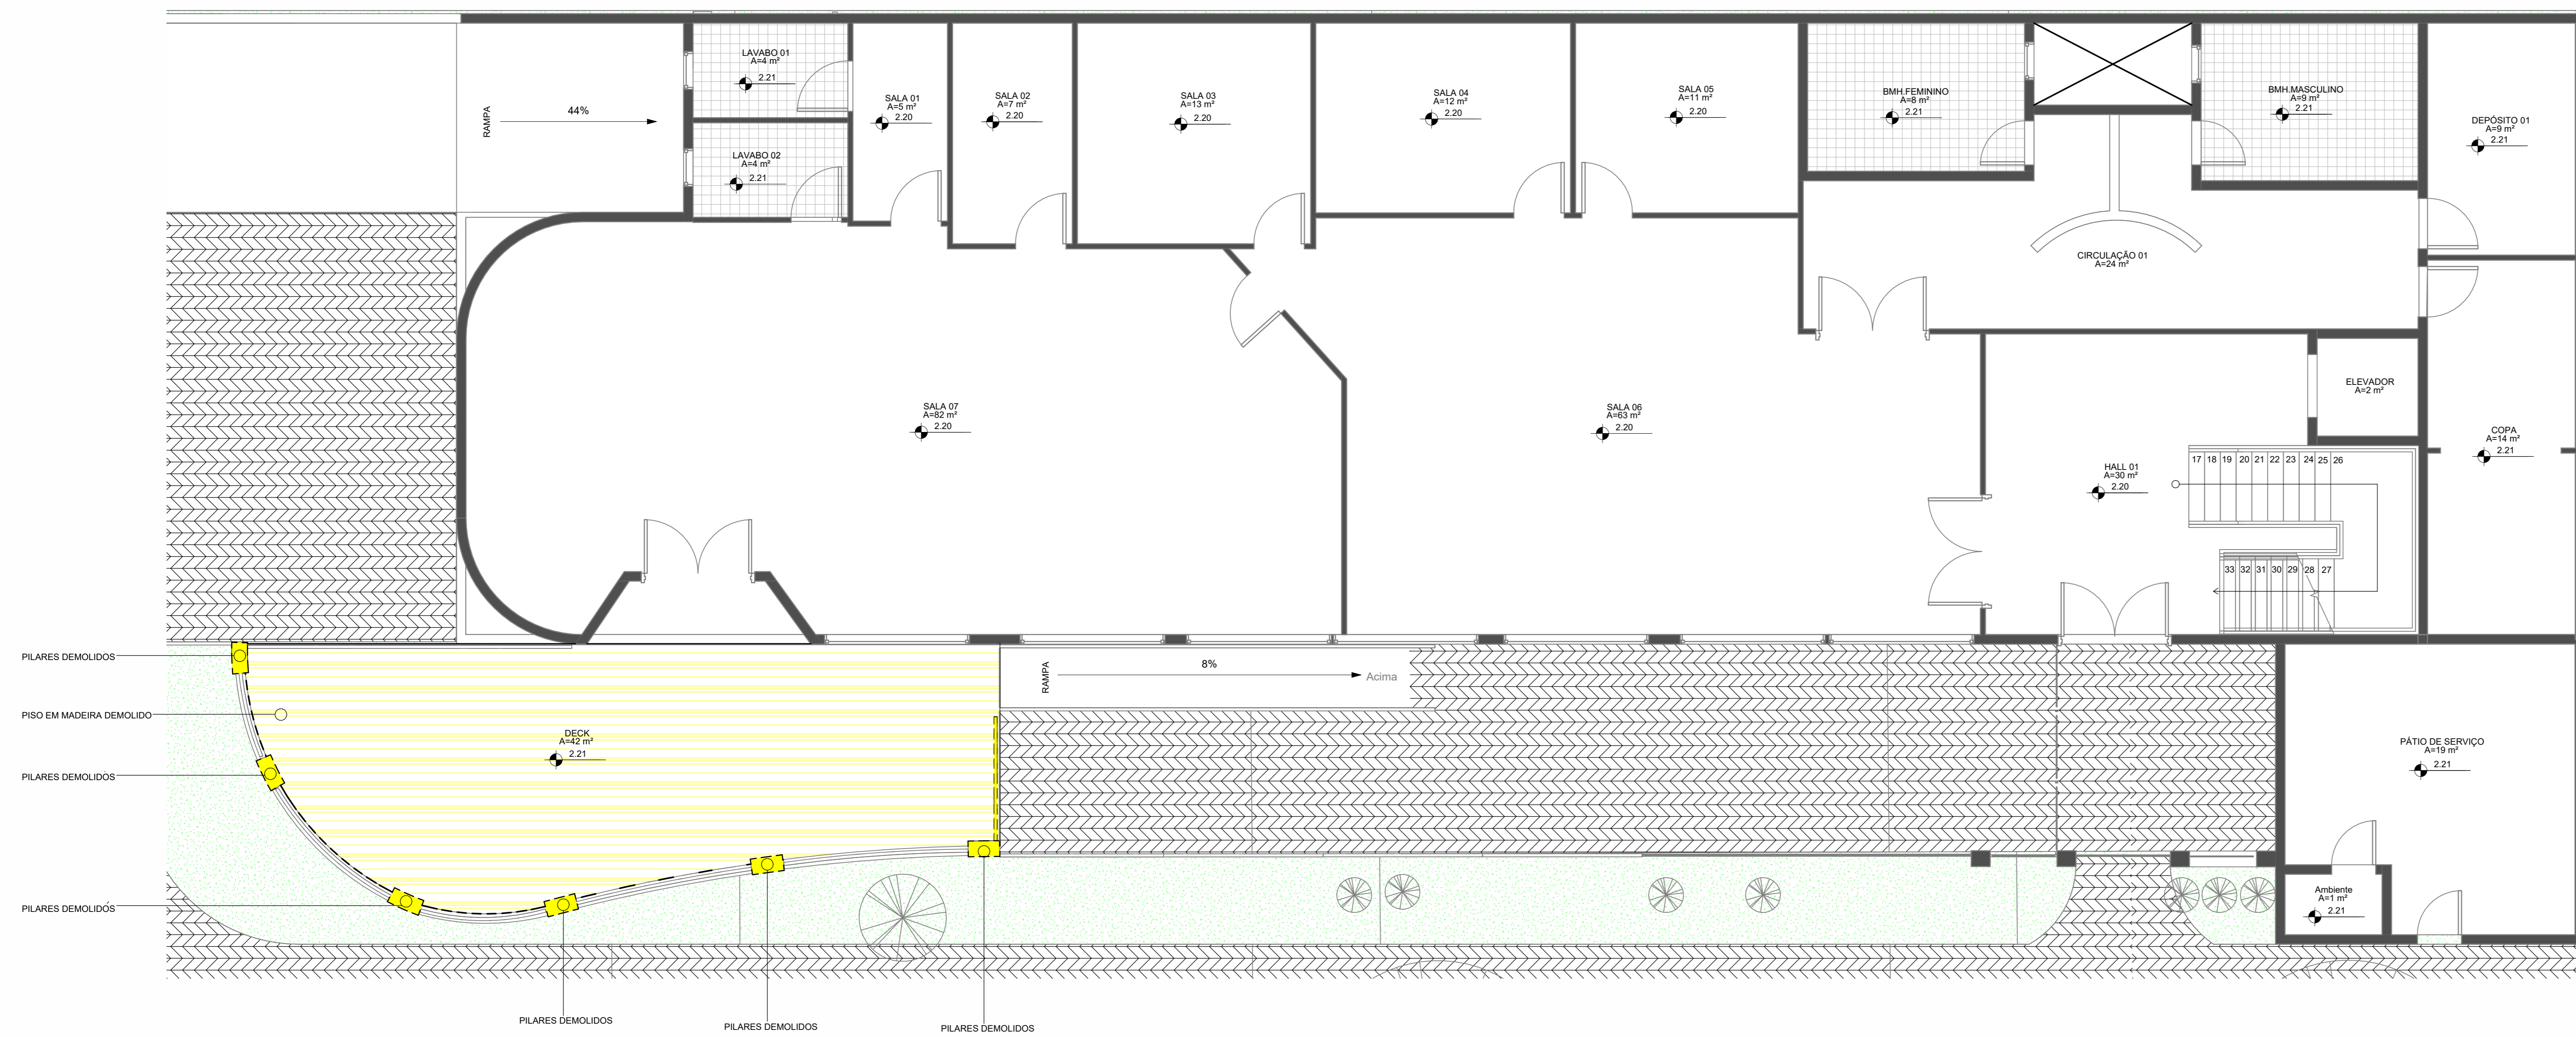 LAVABO 01
A=4 m²
2.21
RAMPA
44%
LAVABO 02
A=4 m²
2.21
SALA 01
A=5 m²
2.20
SALA 02
A=7 m²
2.20
SALA 03
A=13 m²
2.20
SALA 04
A=12 m²
2.20
SALA 05
A=11 m²
2.20
BMH.FEMININO
A=8 m²
2.21
BMH.MASCULINO
A=9 m²
2.21
DEPÓSITO 01
A=9 m²
2.21
CIRCULAÇÃO 01
A=24 m²
SALA 07
A=82 m²
2.20
SALA 06
A=63 m²
2.20
ELEVADOR
A=2 m²
COPA
A=14 m²
2.21
HALL 01
A=30 m²
2.20
17 18 19 20 21 22 23 24 25 26
33 32 31 30 29 28 27
PILARES DEMOLIDOS
RAMPA
8%
Acima
PISO EM MADEIRA DEMOLIDO
DECK
A=42 m²
2.21
PÁTIO DE SERVIÇO
A=19 m²
2.21
PILARES DEMOLIDOS
PILARES DEMOLIDOS
Ambiente
A=1 m²
2.21
PILARES DEMOLIDOS
PILARES DEMOLIDOS
PILARES DEMOLIDOS